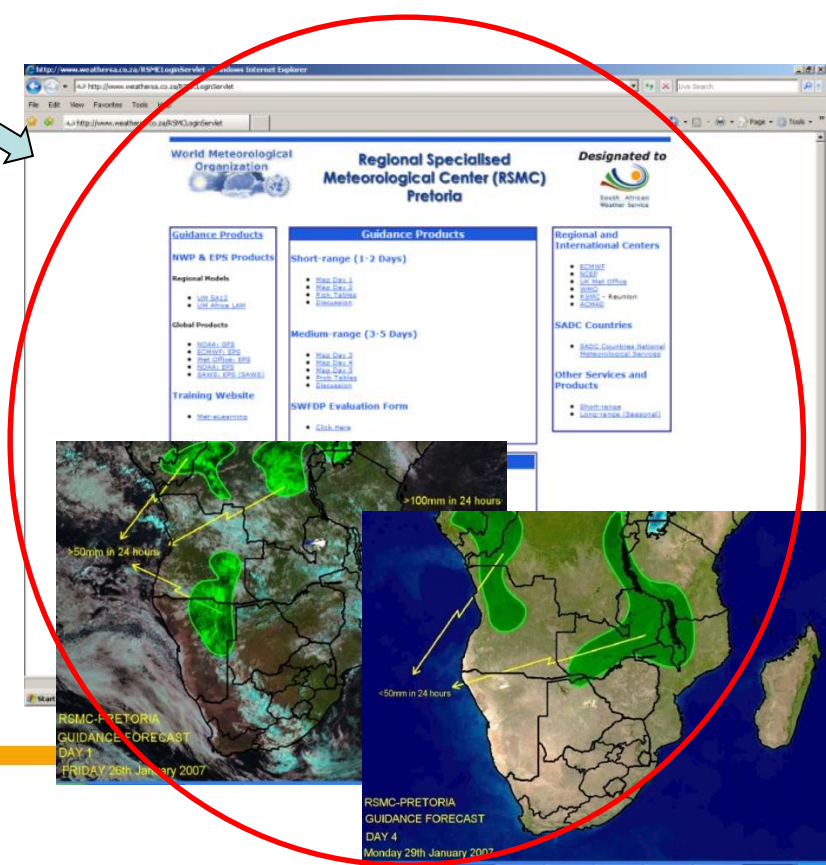 http://www.weathersa.co.za/RSMCLoginServlet - Windows Internet Explorer
http://www.weathersa.co.za/RSMCLoginServlet
Live Search
File Edit View Favorites Tools Help
http://www.weathersa.co.za/RSMCLoginServlet
Page Tools
World Meteorological
Organization
Regional Specialised
Meteorological Center (RSMC)
Pretoria
Designated to
South African
Weather Service
Guidance Products
NWP & EPS Products
Regional Models
UM SA12
UM Africa LAM
Global Products
NOAA: GFS
ECMWF: EPS
Met Office: EPS
NOAA: EPS
SAWS: EPS (SAWS)
Training Website
Met-eLearning
Guidance Products
Short-range (1-2 Days)
Map Day 1
Map Day 2
Risk Tables
Discussion
Medium-range (3-5 Days)
Map Day 3
Map Day 4
Map Day 5
Prob Tables
Discussion
SWFDP Evaluation Form
Click Here
Regional and
International Centers
ECMWF
NCEP
UK Met Office
WMO
RSMC - Reunion
ACMAD
SADC Countries
SADC Countries National
Meteorological Services
Other Services and
Products
Short-range
Long-range (Seasonal)
Start
>100mm in 24 hours
>50mm in 24 hours
RSMC-PRETORIA
GUIDANCE FORECAST
DAY 1
FRIDAY 26th January 2007
<50mm in 24 hours
RSMC-PRETORIA
GUIDANCE FORECAST
DAY 4
Monday 29th January 2007